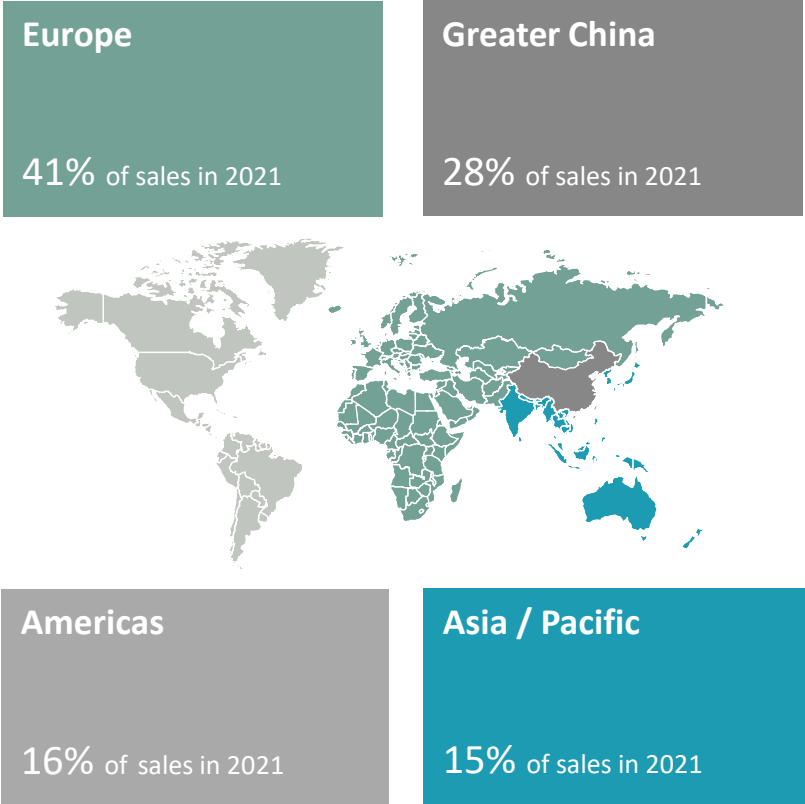 Europe
41% of sales in 2021
Greater China
28% of sales in 2021
Americas
16% of sales in 2021
Asia / Pacific
15% of sales in 2021